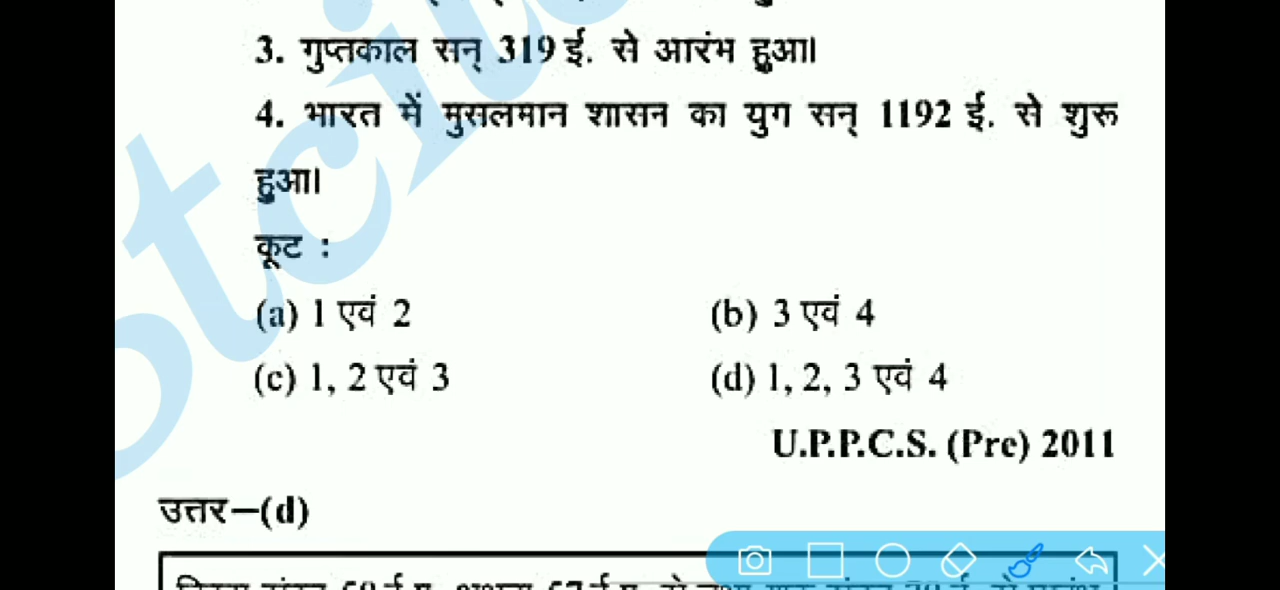 3. गुप्तकाल सन् 319 ई. से आरंभ हुआ।
4. भारत में मुसलमान शासन का युग सन् 1192 ई. से शुरू
हुआ।
कूट :
(a) 1 एवं 2 (b) 3 एवं 4
(c) 1, 2 एवं 3 (d) 1, 2, 3 एवं 4
U.P.P.C.S. (Pre) 2011
उत्तर–(d)